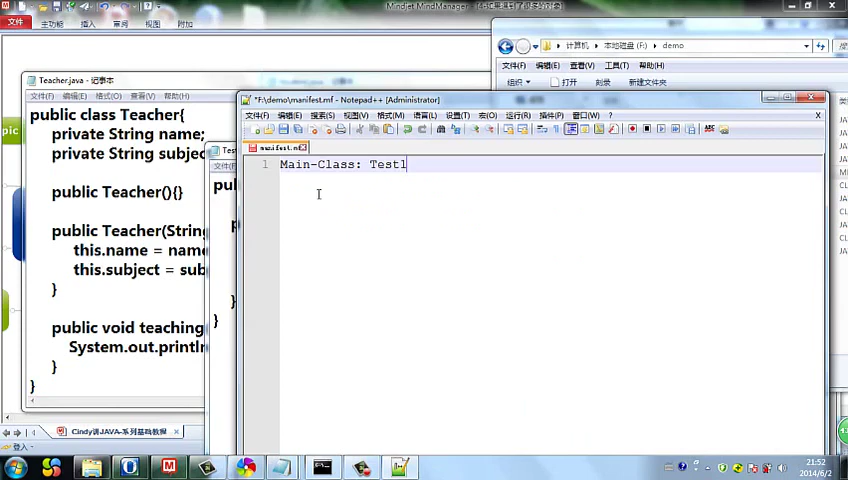 Mindjet MindManager
文件
主功能 插入 审阅 视图 附加
计算机 本地磁盘 (F:) demo
文件(F) 编辑(E) 查看(V) 工具(T) 帮助(H)
组织 打开 刻录 新建文件夹
Teacher.java - 记事本
文件(F) 编辑(E) 格式(O) 查看(V) 帮助(H)
public class Teacher{
private String name;
private String subjec
public Teacher(){}
public Teacher(String
this.name = name
this.subject = sub
}
public void teaching
System.out.println
}
}
pic
*F:\demo\manifest.mf - Notepad++ [Administrator]
文件(F) 编辑(E) 搜索(S) 视图(V) 格式(M) 语言(L) 设置(T) 宏(O) 运行(R) 插件(P) 窗口(W) ?
X
manifest.mf
1 Main-Class: Test1
pu
}
}
Cindy讲JAVA-系列基础教程
登入
21:52
2014/6/2